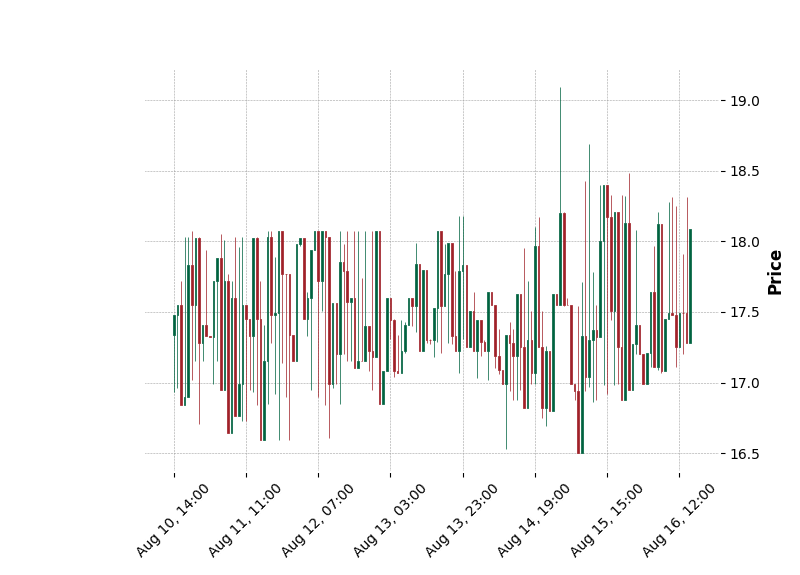 19.0
18.5
18.0
17.5
17.0
16.5
Price
Aug 10, 14:00
Aug 11, 11:00
Aug 12, 07:00
Aug 13, 03:00
Aug 13, 23:00
Aug 14, 19:00
Aug 15, 15:00
Aug 16, 12:00